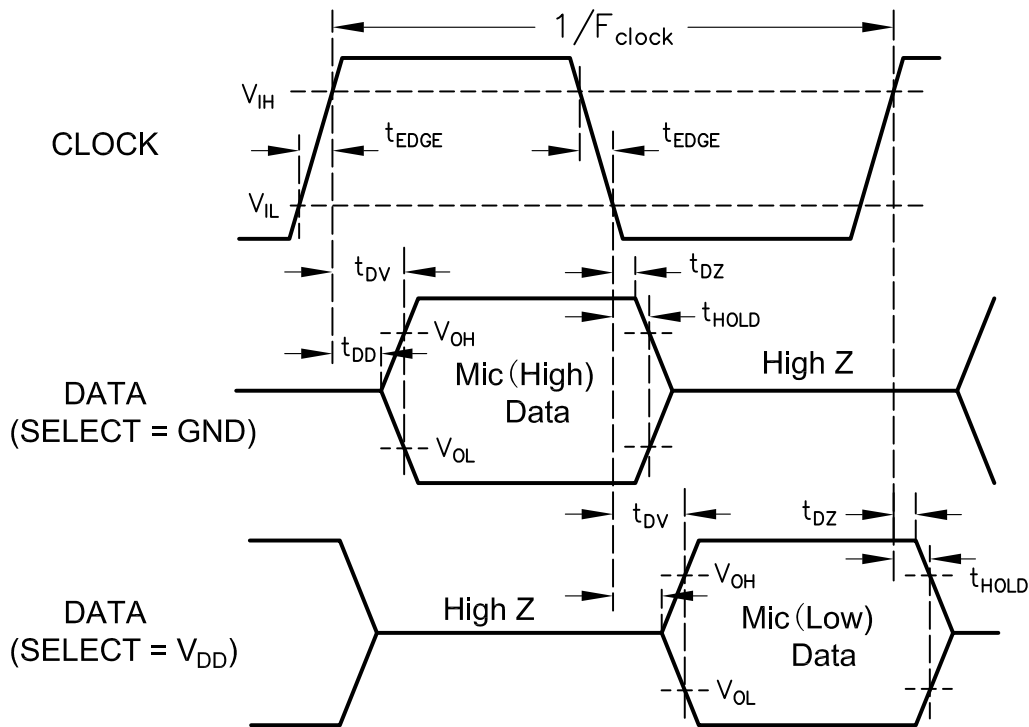 1/Fclock
VIH
CLOCK
tEDGE
tEDGE
VIL
tDV
tDZ
tHOLD
VOH
tDD
Mic (High)
Data
High Z
DATA
(SELECT = GND)
VOL
tDV
tDZ
tHOLD
VOH
High Z
Mic (Low)
Data
DATA
(SELECT = VDD)
VOL